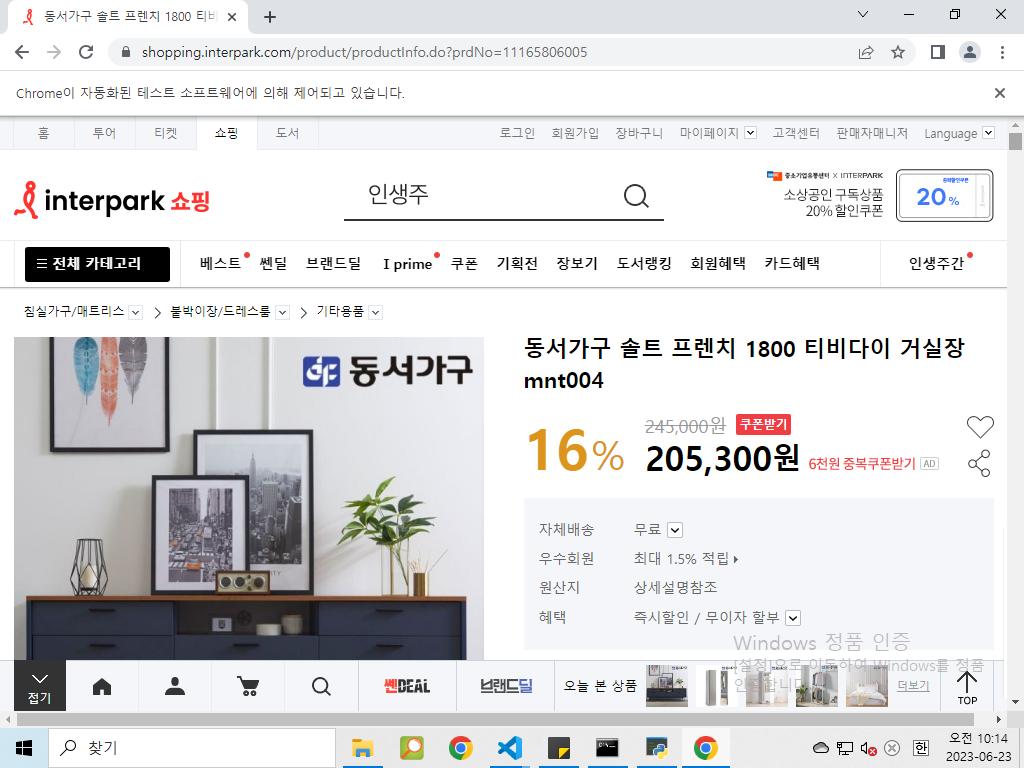 동서가구 솔트 프렌치 1800 티비
shopping.interpark.com/product/productInfo.do?prdNo=11165806005
Chrome이 자동화된 테스트 소프트웨어에 의해 제어되고 있습니다.
홈 투어 티켓 쇼핑 도서 로그인 회원가입 장바구니 마이페이지 고객센터 판매자매니저 Language
interpark 쇼핑
인생주
중소기업유통센터 X INTERPARK
소상공인 구독상품
20% 할인쿠폰
20%
전체 카테고리 베스트 쎈딜 브랜드딜 I prime 쿠폰 기획전 장보기 도서랭킹 회원혜택 카드혜택 인생주간
침실가구/매트리스 붙박이장/드레스룸 기타용품
동서가구
동서가구 솔트 프렌치 1800 티비다이 거실장
mnt004
16%
245,000원 쿠폰받기
205,300원 6천원 중복쿠폰받기 AD
자체배송 무료
우수회원 최대 1.5% 적립
원산지 상세설명참조
혜택 즉시할인 / 무이자 할부
Windows 정품 인증
[설정]으로 이동하여 Windows를 정품
인증합니다.
접기
쎈DEAL
브랜드딜
오늘 본 상품
더보기
TOP
찾기
한
오전 10:14
2023-06-23